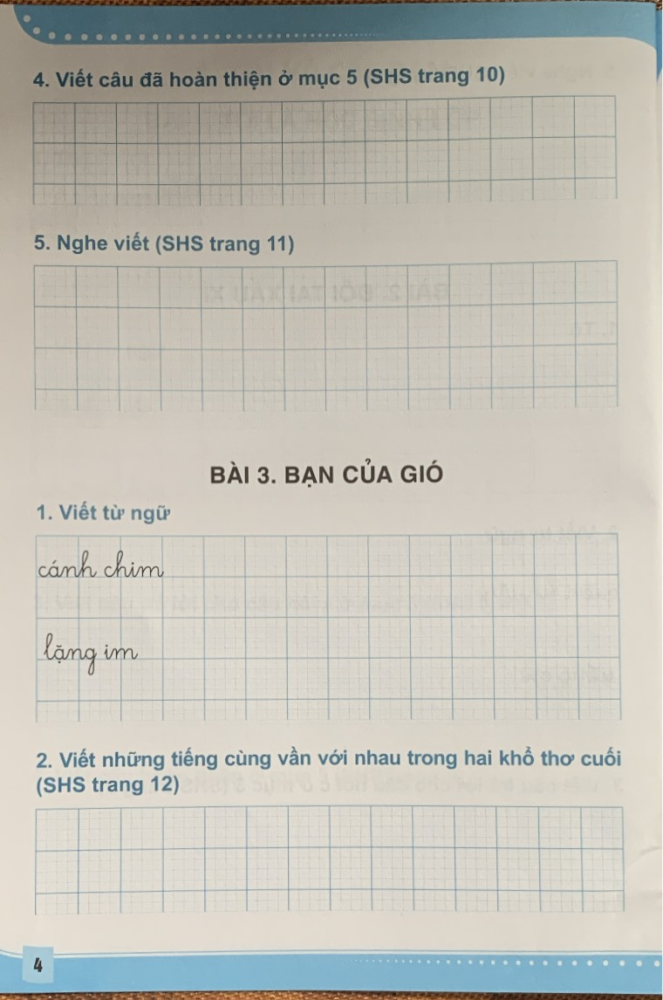 4. Viết câu đã hoàn thiện ở mục 5 (SHS trang 10)
5. Nghe viết (SHS trang 11)
BÀI 3. BẠN CỦA GIÓ
1. Viết từ ngữ
cánh chim
lặng im
2. Viết những tiếng cùng vần với nhau trong hai khổ thơ cuối
(SHS trang 12)
4